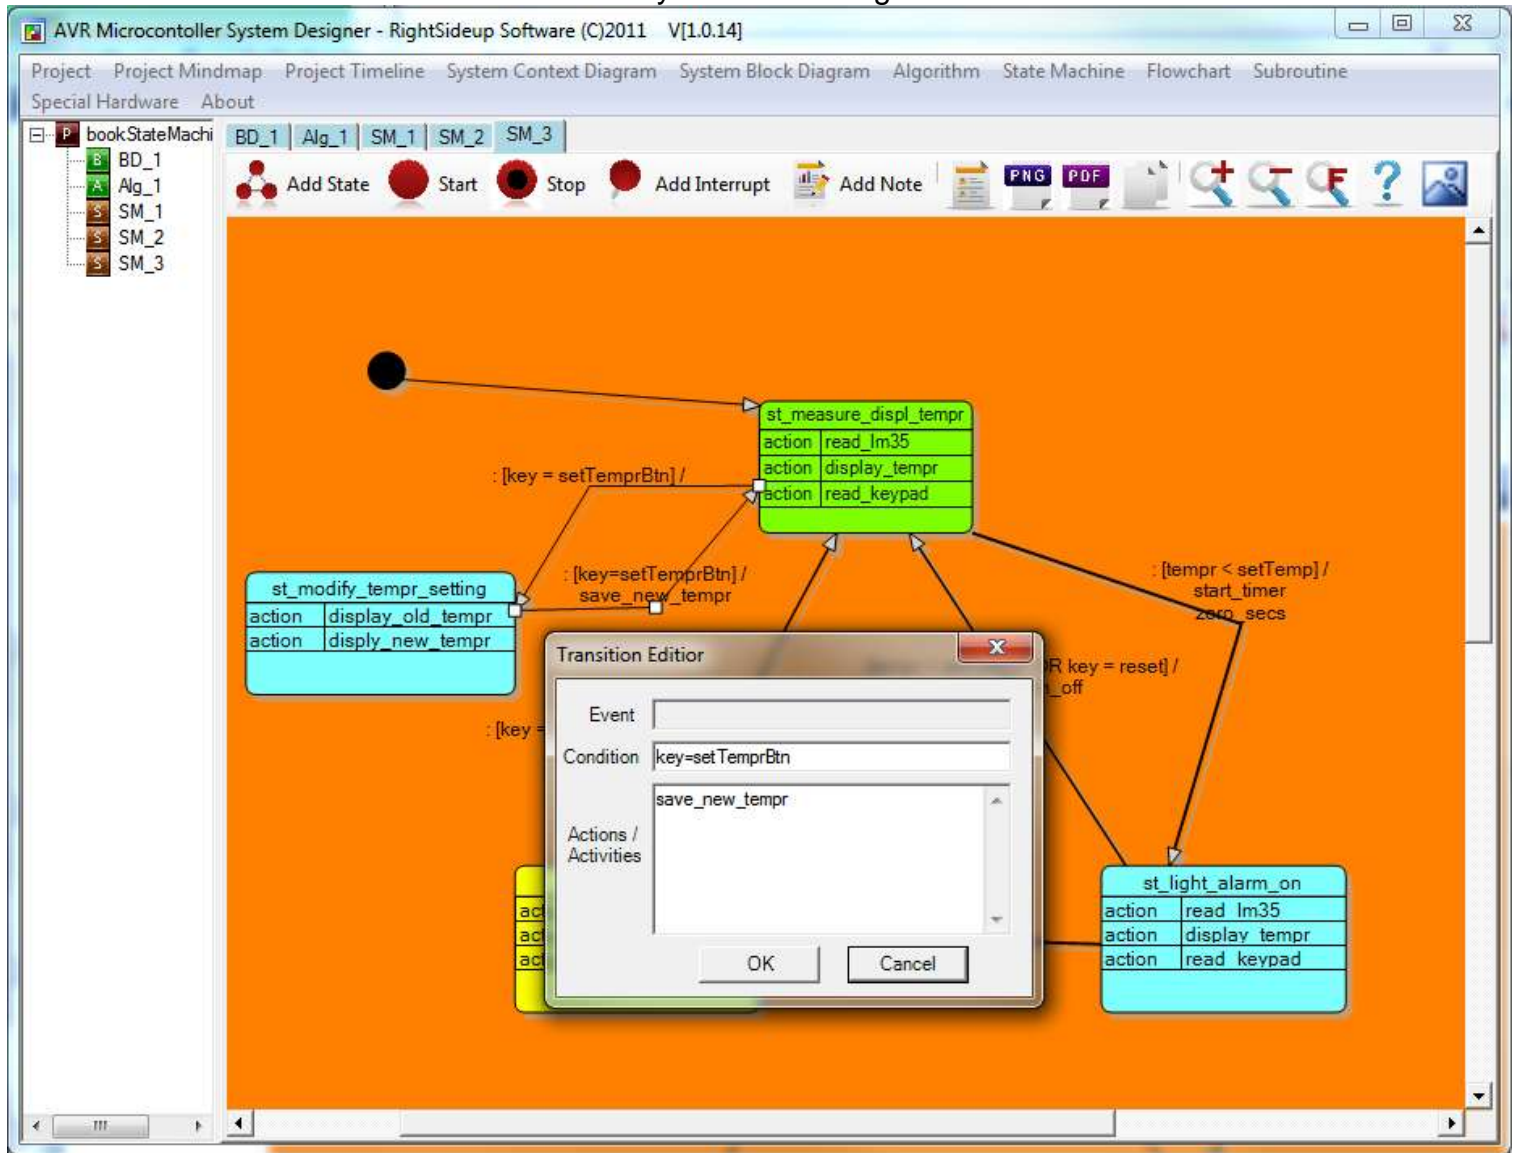 AVR Microcontoller System Designer - RightSideup Software (C)2011 V[1.0.14]
Project Project Mindmap Project Timeline System Context Diagram System Block Diagram Algorithm State Machine Flowchart Subroutine
Special Hardware About
bookStateMachi
BD_1
Alg_1
SM_1
SM_2
SM_3
BD_1 Alg_1 SM_1 SM_2 SM_3
Add State Start Stop Add Interrupt Add Note PNG PDF
st_measure_displ_tempr
action read_lm35
action display_tempr
action read_keypad
: [key = setTemprBtn] /
: [key=setTemprBtn] /
save_new_tempr
: [tempr < setTemp] /
start_timer
zero_secs
st_modify_tempr_setting
action display_old_tempr
action disply_new_tempr
R key = reset] /
_off
: [key =
Transition Editior
Event
Condition key=setTemprBtn
Actions /
Activities
save_new_tempr
OK Cancel
act
act
act
st_light_alarm_on
action read_lm35
action display_tempr
action read_keypad